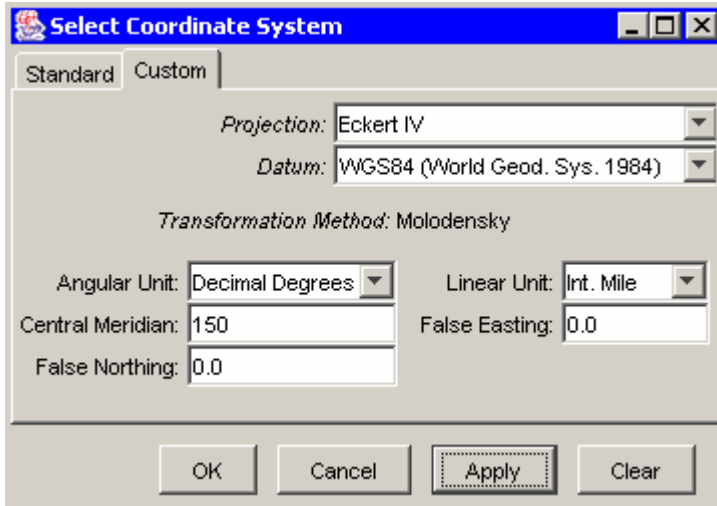 Select Coordinate System
Standard Custom
Projection: Eckert IV
Datum: WGS84 (World Geod. Sys. 1984)
Transformation Method: Molodensky
Angular Unit: Decimal Degrees Linear Unit: Int. Mile
Central Meridian: 150 False Easting: 0.0
False Northing: 0.0
OK Cancel Apply Clear